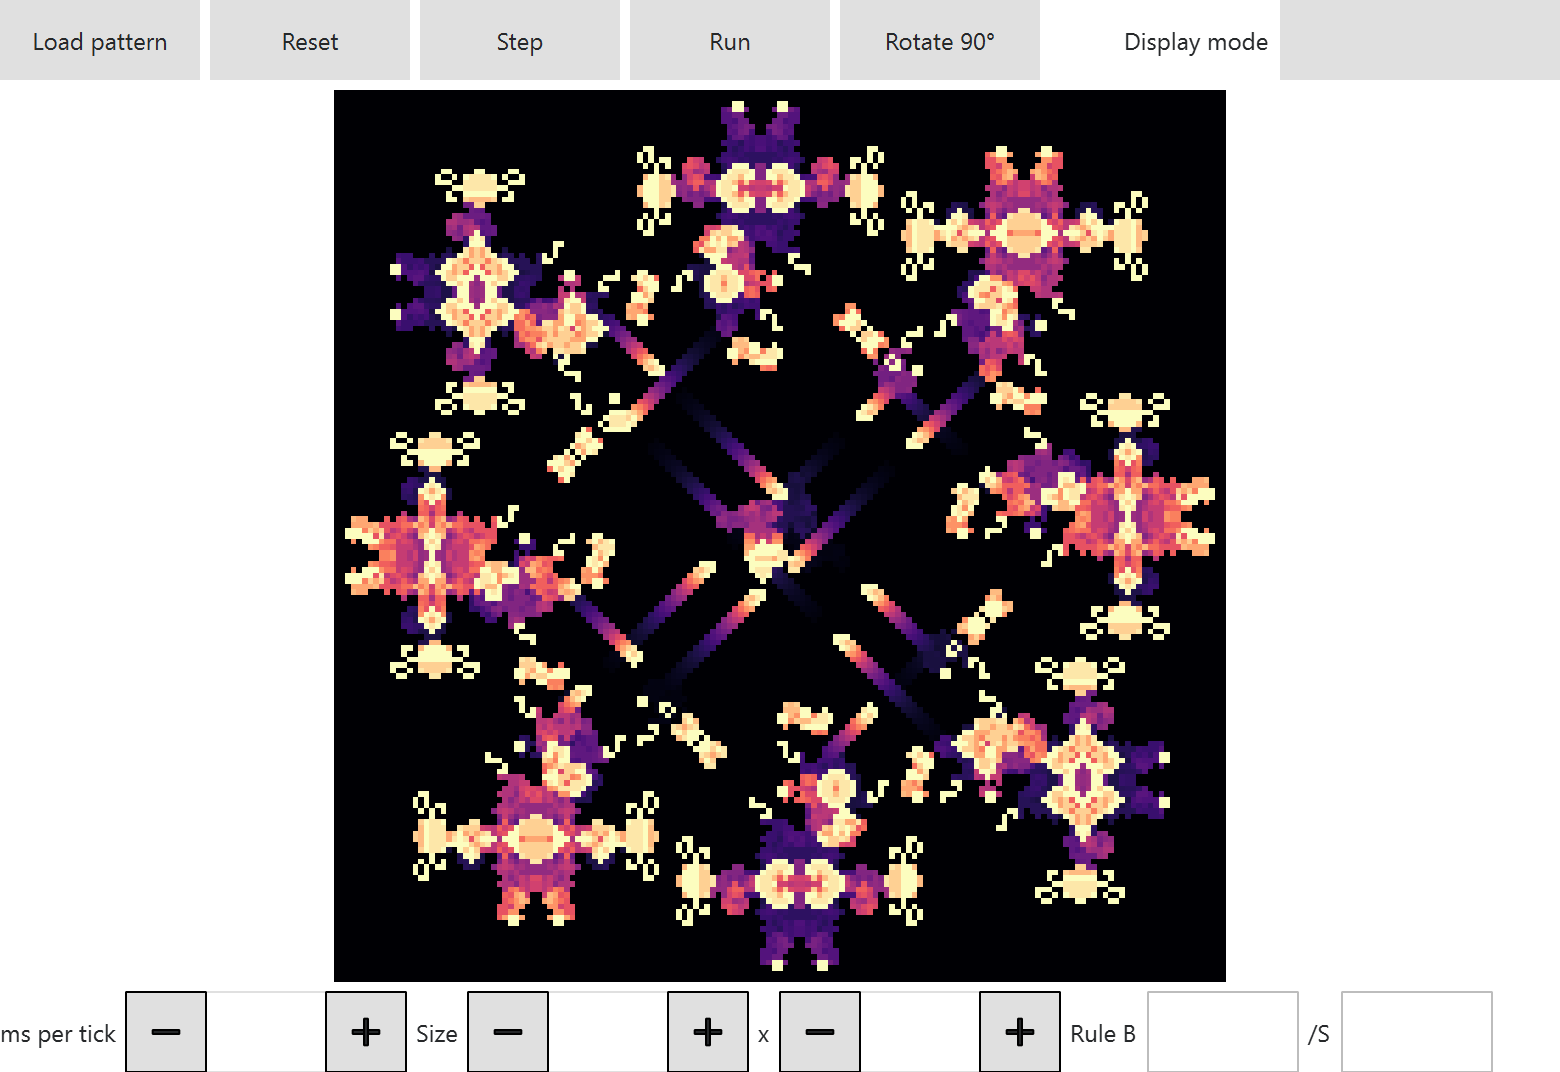 Load pattern Reset Step Run Rotate 90° Display mode
ms per tick − + Size − + x − + Rule B /S